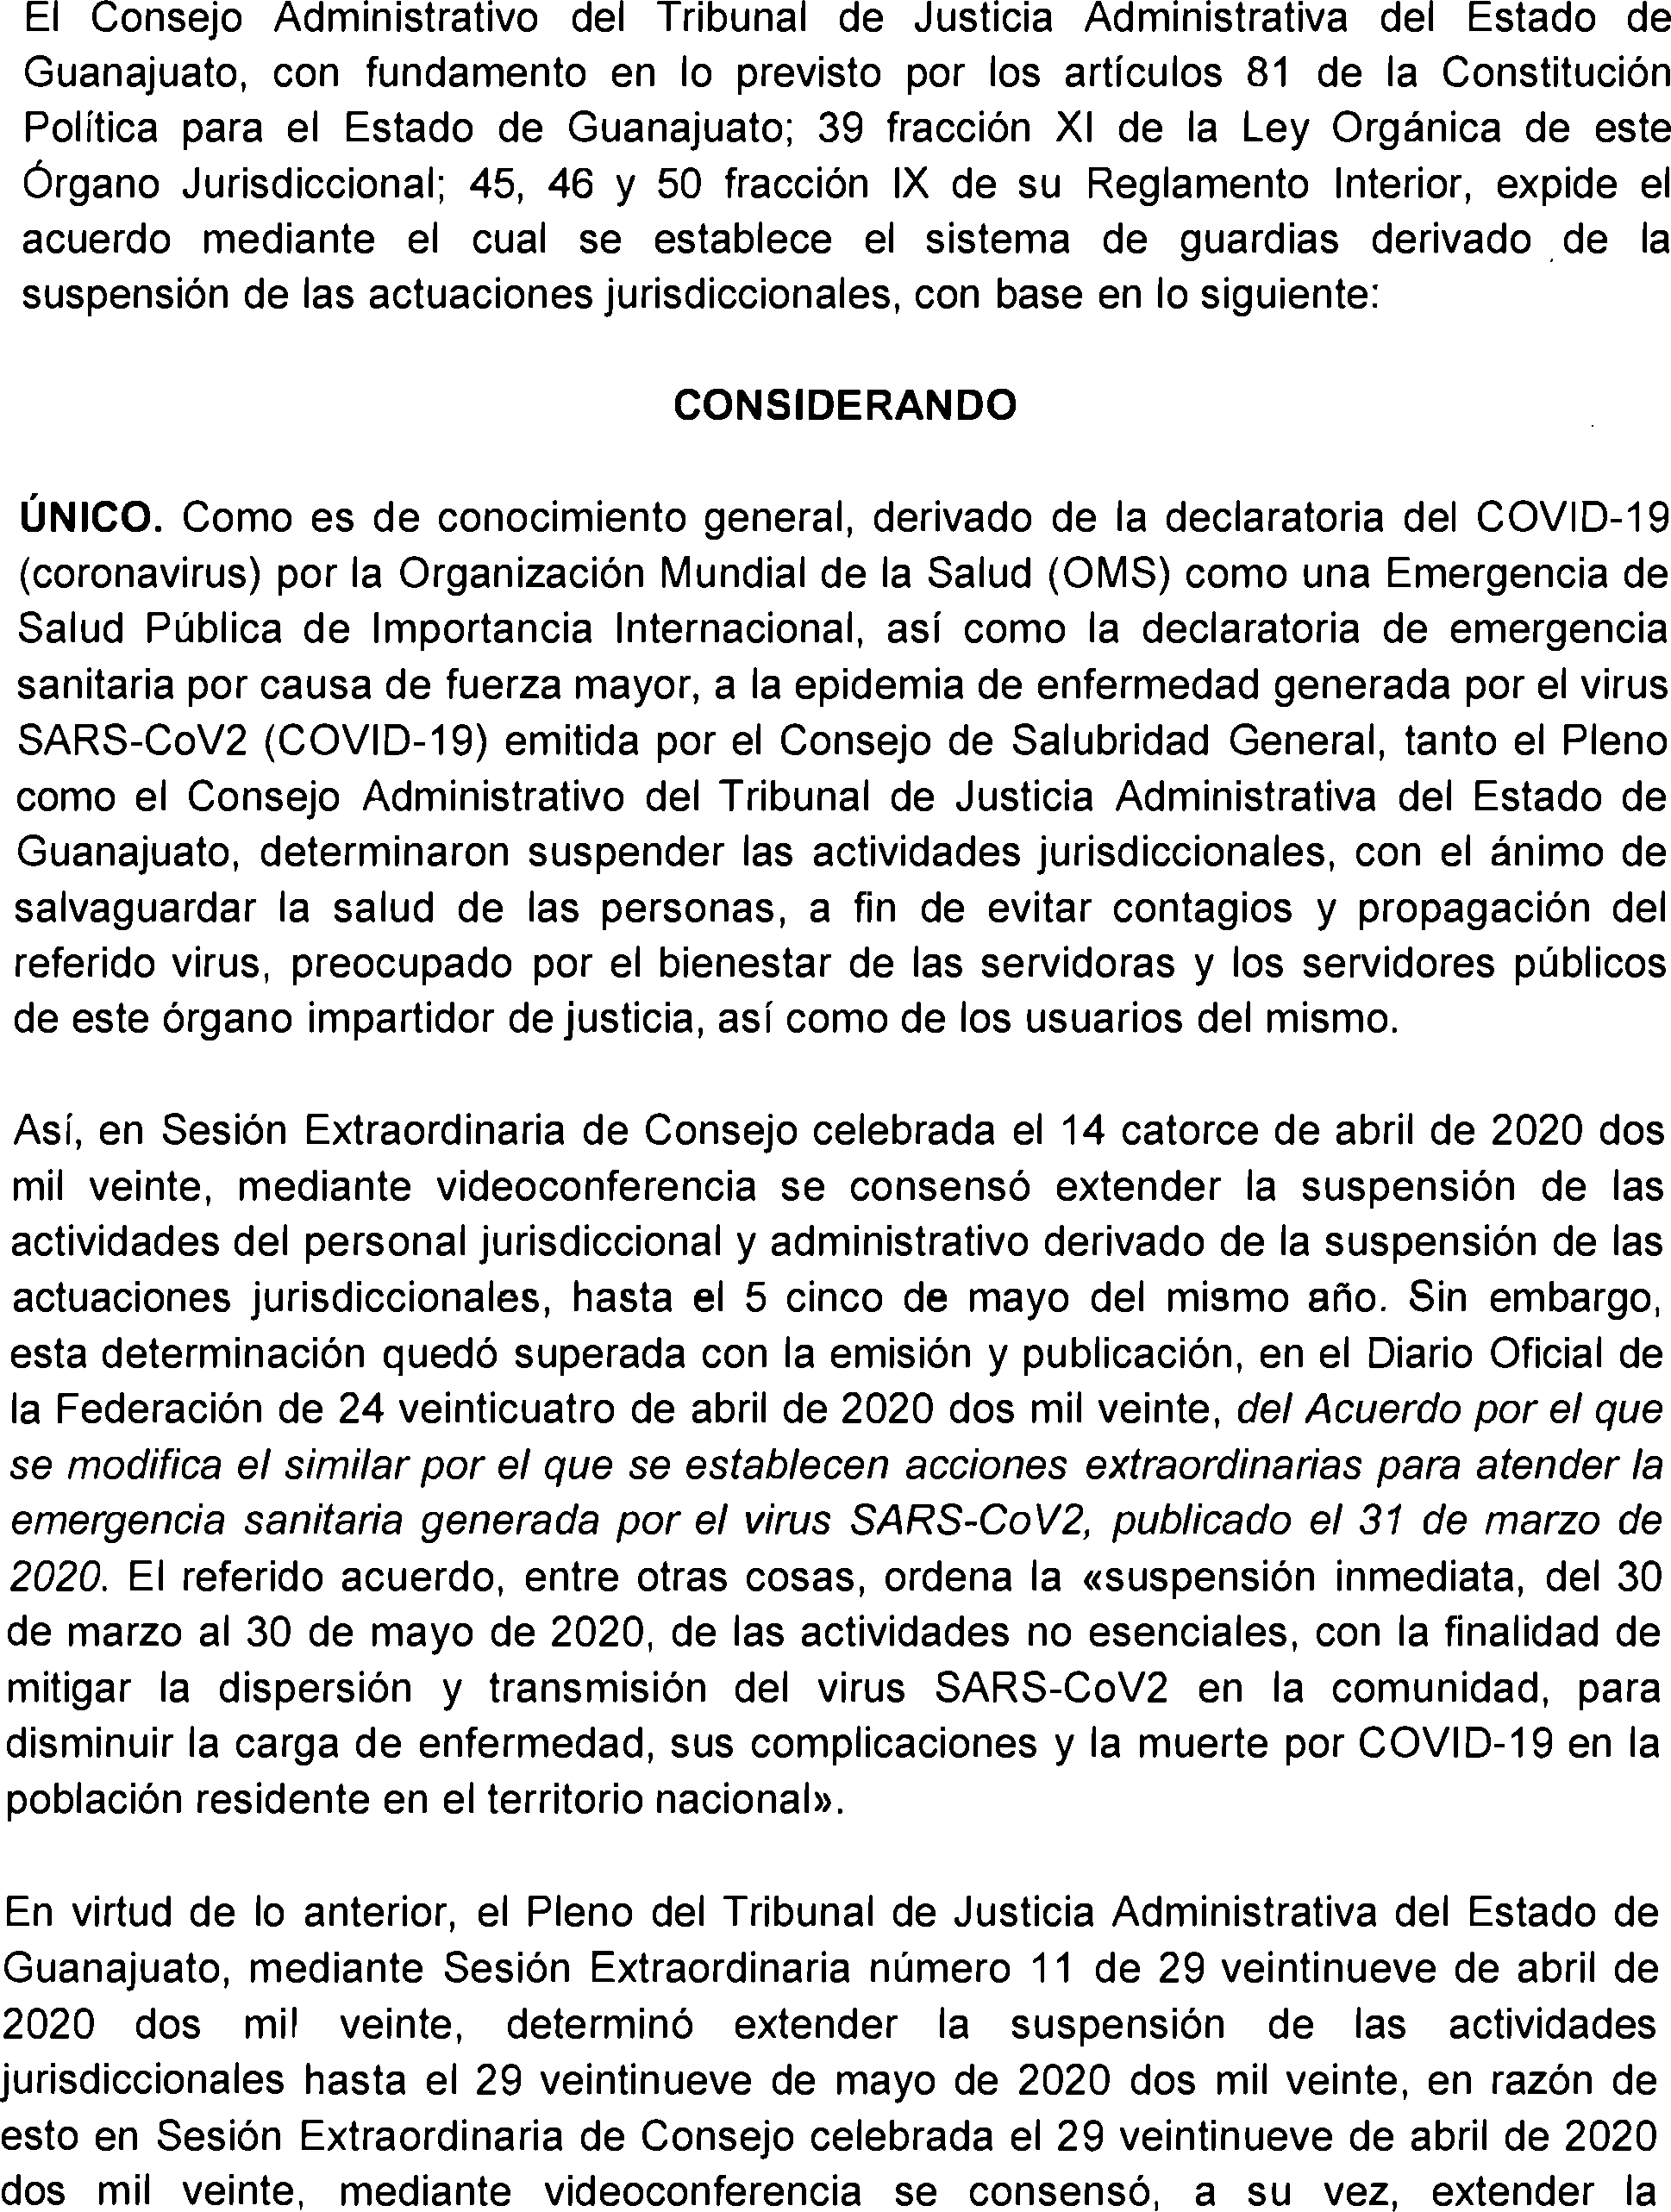 El Consejo Administrativo del Tribunal de Justicia Administrativa del Estado de
Guanajuato, con fundamento en lo previsto por los artículos 81 de la Constitución
Política para el Estado de Guanajuato; 39 fracción XI de la Ley Orgánica de este
Órgano Jurisdiccional; 45, 46 y 50 fracción IX de su Reglamento Interior, expide el
acuerdo mediante el cual se establece el sistema de guardias derivado de la
suspensión de las actuaciones jurisdiccionales, con base en lo siguiente:
CONSIDERANDO
ÚNICO. Como es de conocimiento general, derivado de la declaratoria del COVID-19
(coronavirus) por la Organización Mundial de la Salud (OMS) como una Emergencia de
Salud Pública de Importancia Internacional, así como la declaratoria de emergencia
sanitaria por causa de fuerza mayor, a la epidemia de enfermedad generada por el virus
SARS-CoV2 (COVID-19) emitida por el Consejo de Salubridad General, tanto el Pleno
como el Consejo Administrativo del Tribunal de Justicia Administrativa del Estado de
Guanajuato, determinaron suspender las actividades jurisdiccionales, con el ánimo de
salvaguardar la salud de las personas, a fin de evitar contagios y propagación del
referido virus, preocupado por el bienestar de las servidoras y los servidores públicos
de este órgano impartidor de justicia, así como de los usuarios del mismo.
Así, en Sesión Extraordinaria de Consejo celebrada el 14 catorce de abril de 2020 dos
mil veinte, mediante videoconferencia se consensó extender la suspensión de las
actividades del personal jurisdiccional y administrativo derivado de la suspensión de las
actuaciones jurisdiccionales, hasta el 5 cinco de mayo del mismo año. Sin embargo,
esta determinación quedó superada con la emisión y publicación, en el Diario Oficial de
la Federación de 24 veinticuatro de abril de 2020 dos mil veinte, del Acuerdo por el que
se modifica el similar por el que se establecen acciones extraordinarias para atender la
emergencia sanitaria generada por el virus SARS-CoV2, publicado el 31 de marzo de
2020. El referido acuerdo, entre otras cosas, ordena la «suspensión inmediata, del 30
de marzo al 30 de mayo de 2020, de las actividades no esenciales, con la finalidad de
mitigar la dispersión y transmisión del virus SARS-CoV2 en la comunidad, para
disminuir la carga de enfermedad, sus complicaciones y la muerte por COVID-19 en la
población residente en el territorio nacional».
En virtud de lo anterior, el Pleno del Tribunal de Justicia Administrativa del Estado de
Guanajuato, mediante Sesión Extraordinaria número 11 de 29 veintinueve de abril de
2020 dos mil veinte, determinó extender la suspensión de las actividades
jurisdiccionales hasta el 29 veintinueve de mayo de 2020 dos mil veinte, en razón de
esto en Sesión Extraordinaria de Consejo celebrada el 29 veintinueve de abril de 2020
dos mil veinte, mediante videoconferencia se consensó, a su vez, extender la